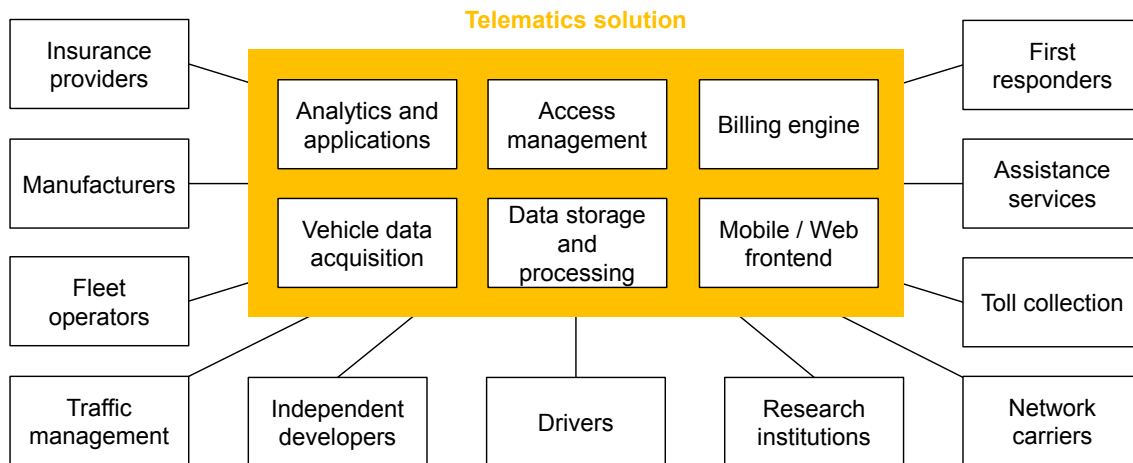 Telematics solution
Insurance
providers
First
responders
Analytics and
applications
Access
management
Billing engine
Manufacturers
Assistance
services
Vehicle data
acquisition
Data storage
and
processing
Mobile / Web
frontend
Fleet
operators
Toll collection
Traffic
management
Independent
developers
Drivers
Research
institutions
Network
carriers